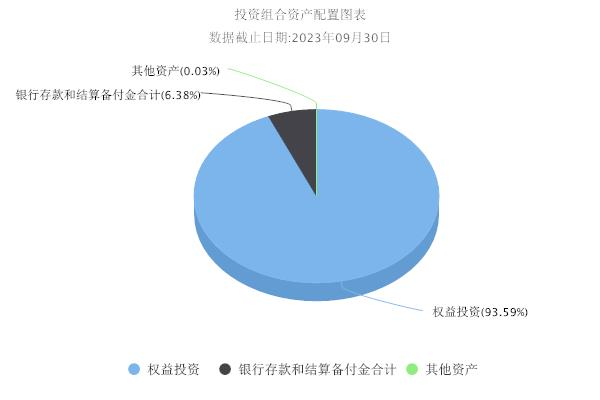 投资组合资产配置图表
数据截止日期:2023年09月30日
其他资产(0.03%)
银行存款和结算备付金合计(6.38%)
权益投资(93.59%)
权益投资 银行存款和结算备付金合计 其他资产